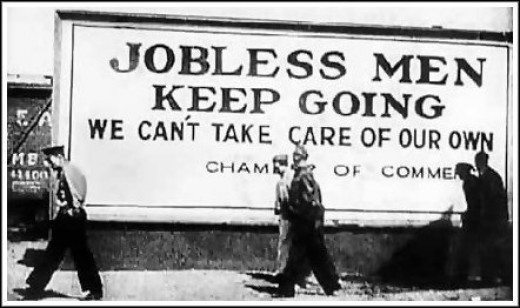 JOBLESS MEN
KEEP GOING
WE CAN'T TAKE CARE OF OUR OWN
OF